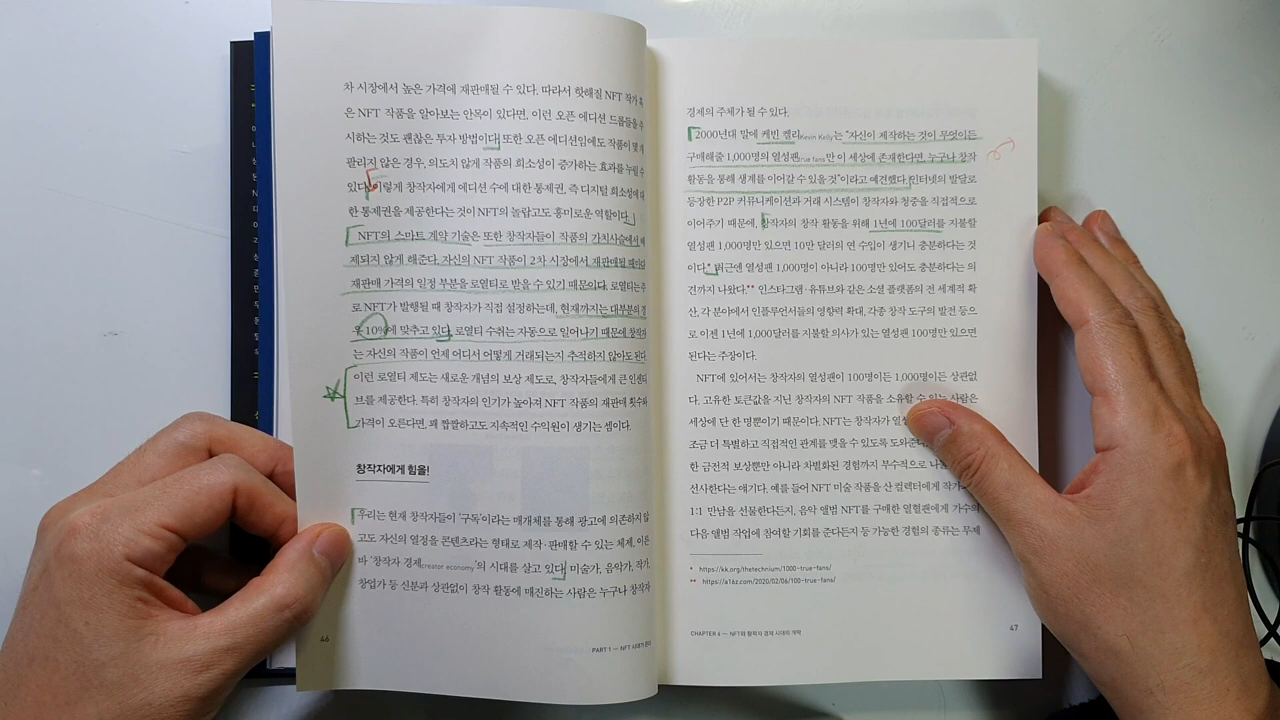 차 시장에서 높은 가격에 재판매될 수 있다. 따라서 핫해질 NFT 작가 혹
은 NFT 작품을 알아보는 안목이 있다면, 이런 오픈 에디션 드롭들을 주
시하는 것도 괜찮은 투자 방법이다. 또한 오픈 에디션임에도 작품이 몇 개
팔리지 않은 경우, 의도치 않게 작품의 희소성이 증가하는 효과를 누릴 수
있다. 이렇게 창작자에게 에디션 수에 대한 통제권, 즉 디지털 희소성에 대
한 통제권을 제공한다는 것이 NFT의 놀랍고도 흥미로운 역할이다.
NFT의 스마트 계약 기술은 또한 창작자들이 작품의 가치사슬에서 배
제되지 않게 해준다. 자신의 NFT 작품이 2차 시장에서 재판매될 때마다
재판매 가격의 일정 부분을 로열티로 받을 수 있기 때문이다. 로열티는 주
로 NFT가 발행될 때 창작자가 직접 설정하는데, 현재까지는 대부분의 경
우 10%에 맞추고 있다. 로열티 수취는 자동으로 일어나기 때문에 창작자
는 자신의 작품이 언제 어디서 어떻게 거래되는지 추적하지 않아도 된다.
이런 로열티 제도는 새로운 개념의 보상 제도로, 창작자들에게 큰 인센티
브를 제공한다. 특히 창작자의 인기가 높아져 NFT 작품의 재판매 횟수와
가격이 오른다면, 꽤 짭짤하고도 지속적인 수익원이 생기는 셈이다.
창작자에게 힘을!
우리는 현재 창작자들이 '구독'이라는 매개체를 통해 광고에 의존하지 않
고도 자신의 열정을 콘텐츠라는 형태로 제작·판매할 수 있는 체제, 이른
바 '창작자 경제creator economy'의 시대를 살고 있다. 미술가, 음악가, 작가,
창업가 등 신분과 상관없이 창작 활동에 매진하는 사람은 누구나 창작자
46
PART 1 — NFT
경제의 주체가 될 수 있다.
2000년대 말에 케빈 켈리Kevin Kelly는 "자신이 제작하는 것이 무엇이든
구매해줄 1,000명의 열성팬true fans만 이 세상에 존재한다면, 누구나 창작
활동을 통해 생계를 이어갈 수 있을 것"이라고 예견했다. 인터넷의 발달로
등장한 P2P 커뮤니케이션과 거래 시스템이 창작자와 청중을 직접적으로
이어주기 때문에, 창작자의 창작 활동을 위해 1년에 100달러를 지불할
열성팬 1,000명만 있으면 10만 달러의 연 수입이 생기니 충분하다는 것
이다.* 최근엔 열성팬 1,000명이 아니라 100명만 있어도 충분하다는 의
견까지 나왔다.** 인스타그램·유튜브와 같은 소셜 플랫폼의 전 세계적 확
산, 각 분야에서 인플루언서들의 영향력 확대, 각종 창작 도구의 발전 등으
로 이젠 1년에 1,000달러를 지불할 의사가 있는 열성팬 100명만 있으면
된다는 주장이다.
NFT에 있어서는 창작자의 열성팬이 100명이든 1,000명이든 상관없
다. 고유한 토큰값을 지닌 창작자의 NFT 작품을 소유할 수 있는 사람은
세상에 단 한 명뿐이기 때문이다. NFT는 창작자가
조금 더 특별하고 직접적인 관계를 맺을 수 있도록
한 금전적 보상뿐만 아니라 차별화된 경험까지 부수적으로
선사한다는 얘기다. 예를 들어 NFT 미술 작품을 산 컬렉터에게
1:1 만남을 선물한다든지, 음악 앨범 NFT를 구매한 열혈팬에게 가수의
다음 앨범 작업에 참여할 기회를 준다든지 등 가능한 경험의 종류는 무제
* https://kk.org/thetechnium/1000-true-fans/
** https://a16z.com/2020/02/06/100-true-fans/
CHAPTER 4 — NFT와 창작자 경제 시대의 개막
47